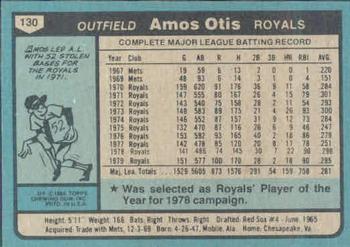 130 OUTFIELD Amos Otis ROYALS
AMOS LED A.L.
WITH 52 STOLEN
BASES FOR
THE ROYALS
IN 1971.
52
© 1980 TOPPS
CHEWING GUM, INC.
PRTD. IN U.S.A.
COMPLETE MAJOR LEAGUE BATTING RECORD
Year Club G AB R H 2B 3B HR RBI AVG
1967 Mets 19 59 6 13 2 0 0 1 .220
1969 Mets 48 93 6 14 3 1 0 4 .151
1970 Royals 159 620 91 176 36 9 11 58 .284
1971 Royals 147 555 80 167 26 4 15 79 .301
1972 Royals 143 540 75 158 28 2 11 54 .293
1973 Royals 148 583 89 175 21 4 26 93 .300
1974 Royals 146 552 87 157 31 9 12 73 .284
1975 Royals 132 470 87 116 26 6 9 46 .247
1976 Royals 153 592 93 165 40 2 18 86 .279
1977 Royals 142 478 85 120 20 8 17 78 .251
1978 Royals 141 486 74 145 30 7 22 96 .298
1979 Royals 151 577 100 170 28 2 18 90 .295
Maj. Lea. Totals 1529 5605 873 1576 291 54 159 758 .281
★ Was selected as Royals' Player of the
Year for 1978 campaign.
Height: 5'11" Weight: 166 Bats: Right Throws: Right Drafted: Red Sox #4 - June 1965
Acquired: Trade with Mets, 12-3-69 Born: 4-26-47, Mobile, Ala. Home: Chesapeake, Va.